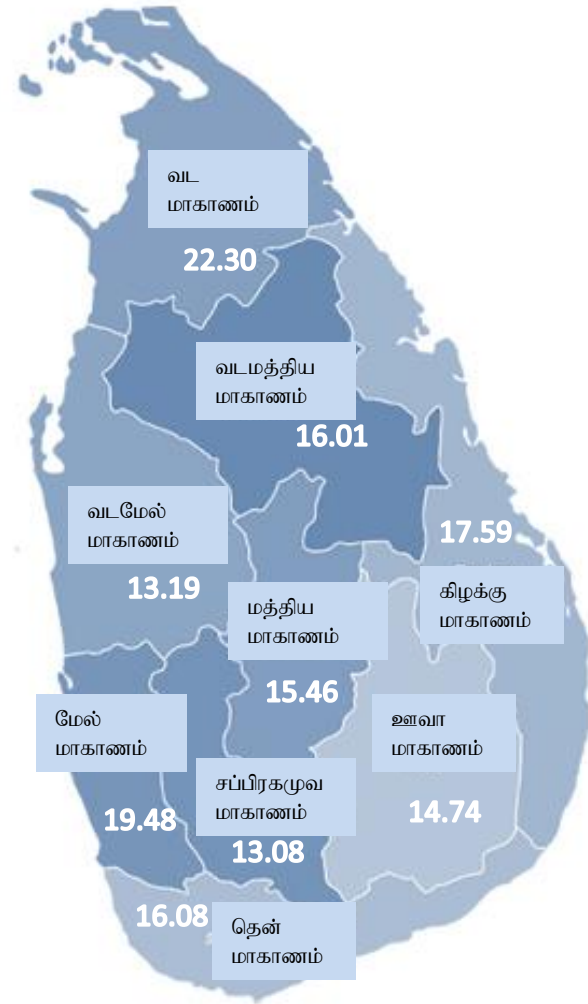 வட
மாகாணம்
22.30
வடமத்திய
மாகாணம்
16.01
வடமேல்
மாகாணம்
13.19
17.59
கிழக்கு
மாகாணம்
மத்திய
மாகாணம்
15.46
மேல்
மாகாணம்
19.48
ஊவா
மாகாணம்
14.74
சப்பிரகமுவ
மாகாணம்
13.08
16.08
தென்
மாகாணம்